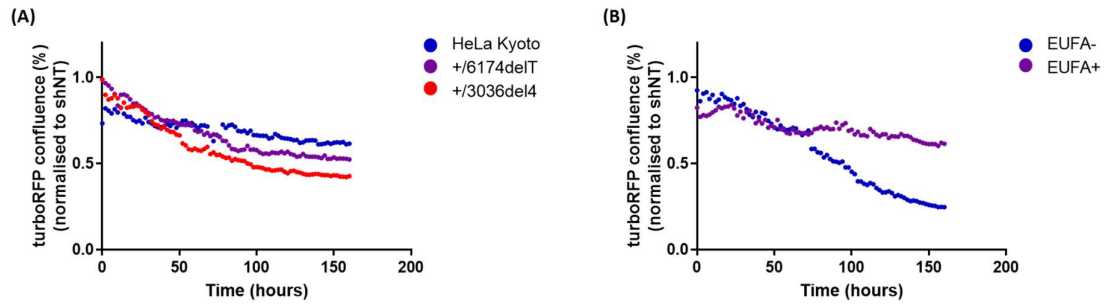 (A)
turboRFP confluence (%)
(normalised to shNT)
1.0
0.5
0.0
0
50
100
150
200
Time (hours)
HeLa Kyoto
+/6174delT
+/3036del4
(B)
turboRFP confluence (%)
(normalised to shNT)
1.0
0.5
0.0
0
50
100
150
200
Time (hours)
EUFA-
EUFA+